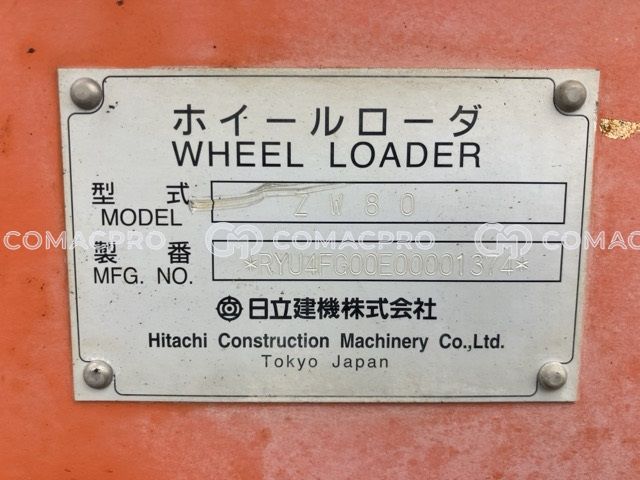 ホイールローダ
WHEEL LOADER
型式 ZW80
MODEL
製番 *RYU4FG00E00001374*
MFG. NO.
COMACPRO COMACPRO COMACPRO
日立建機株式会社
Hitachi Construction Machinery Co.,Ltd.
Tokyo Japan